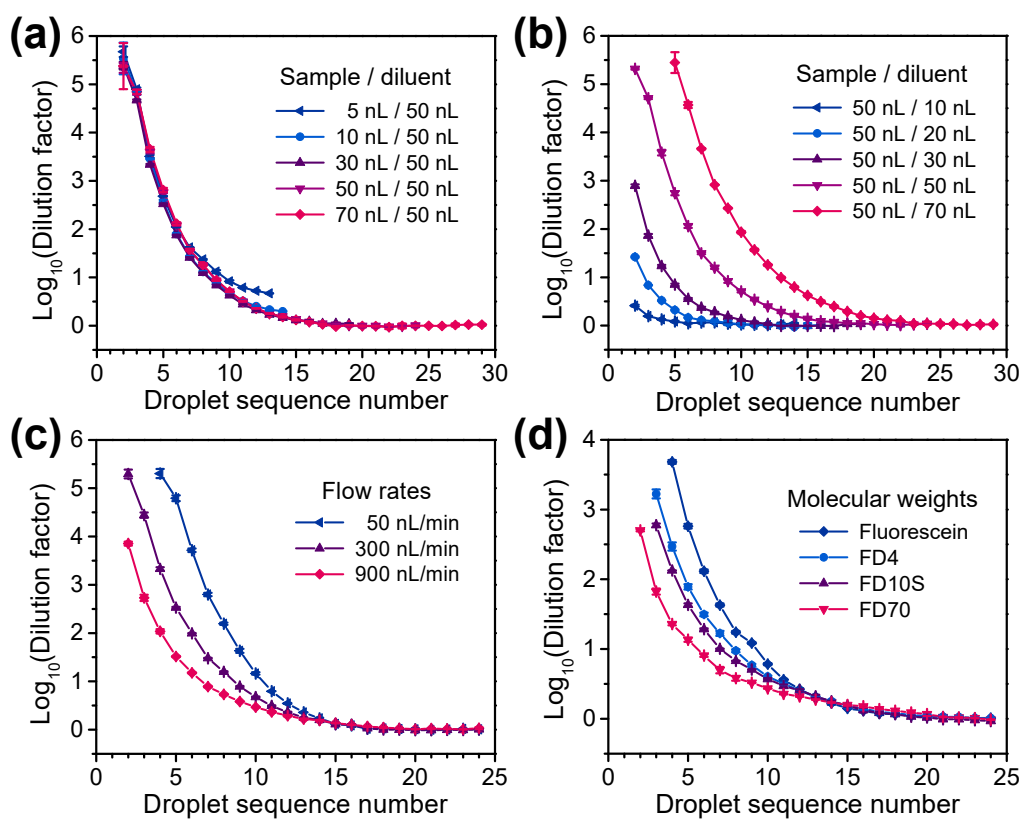 (a)
Log10(Dilution factor)
6
5
4
3
2
1
0
Sample / diluent
5 nL / 50 nL
10 nL / 50 nL
30 nL / 50 nL
50 nL / 50 nL
70 nL / 50 nL
0 5 10 15 20 25 30
Droplet sequence number
(b)
Log10(Dilution factor)
6
5
4
3
2
1
0
Sample / diluent
50 nL / 10 nL
50 nL / 20 nL
50 nL / 30 nL
50 nL / 50 nL
50 nL / 70 nL
0 5 10 15 20 25 30
Droplet sequence number
(c)
Log10(Dilution factor)
6
5
4
3
2
1
0
Flow rates
50 nL/min
300 nL/min
900 nL/min
0 5 10 15 20 25
Droplet sequence number
(d)
Log10(Dilution factor)
4
3
2
1
0
Molecular weights
Fluorescein
FD4
FD10S
FD70
0 5 10 15 20 25
Droplet sequence number